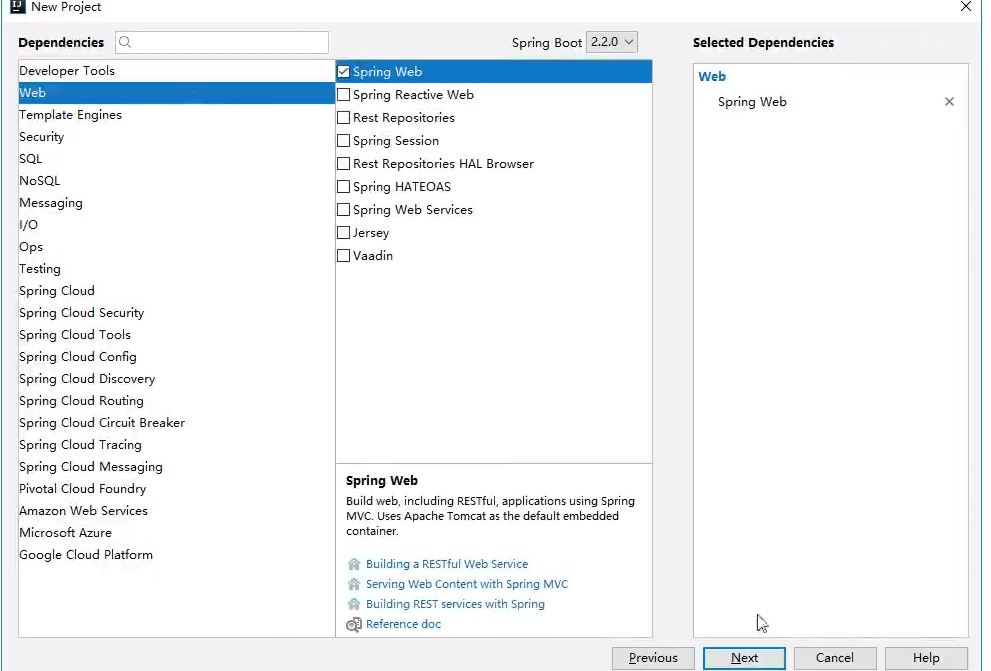 IJ New Project
Dependencies
Spring Boot 2.2.0
Selected Dependencies
Developer Tools
Web
Template Engines
Security
SQL
NoSQL
Messaging
I/O
Ops
Testing
Spring Cloud
Spring Cloud Security
Spring Cloud Tools
Spring Cloud Config
Spring Cloud Discovery
Spring Cloud Routing
Spring Cloud Circuit Breaker
Spring Cloud Tracing
Spring Cloud Messaging
Pivotal Cloud Foundry
Amazon Web Services
Microsoft Azure
Google Cloud Platform
Spring Web
Spring Reactive Web
Rest Repositories
Spring Session
Rest Repositories HAL Browser
Spring HATEOAS
Spring Web Services
Jersey
Vaadin
Spring Web
Build web, including RESTful, applications using Spring
MVC. Uses Apache Tomcat as the default embedded
container.
Building a RESTful Web Service
Serving Web Content with Spring MVC
Building REST services with Spring
Reference doc
Web
Spring Web
Previous
Next
Cancel
Help